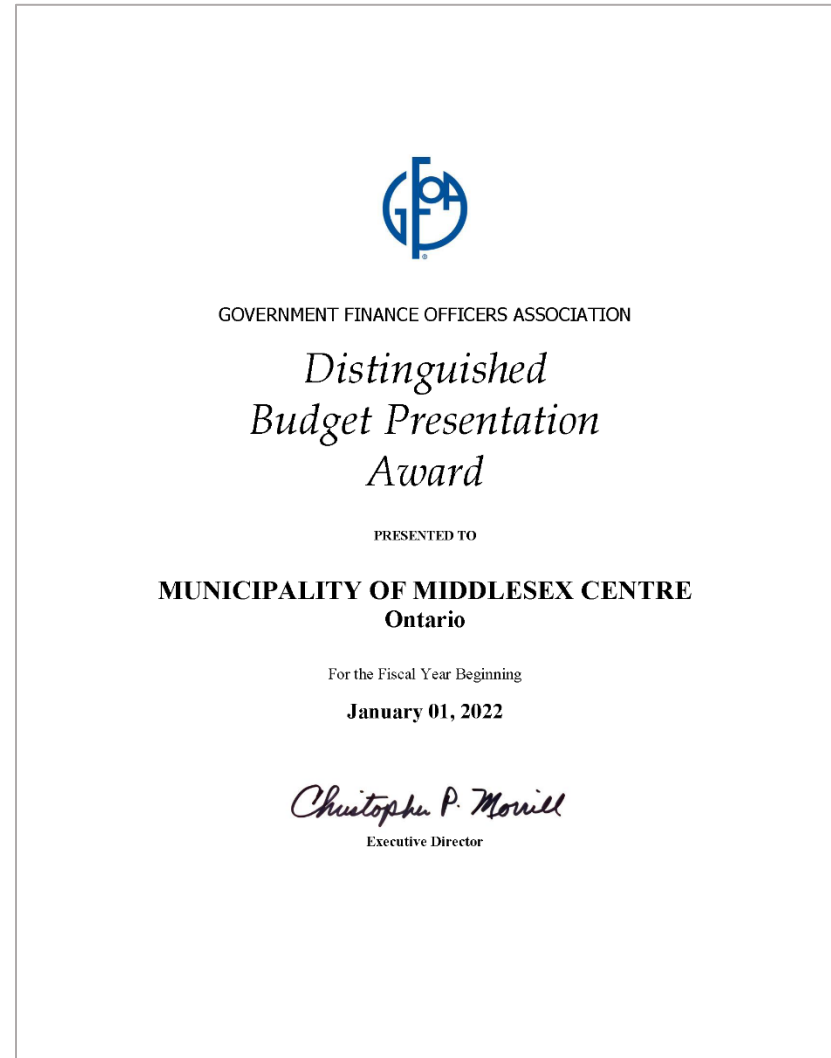 GFOA
®
GOVERNMENT FINANCE OFFICERS ASSOCIATION
Distinguished
Budget Presentation
Award
PRESENTED TO
MUNICIPALITY OF MIDDLESEX CENTRE
Ontario
For the Fiscal Year Beginning
January 01, 2022
Christopher P. Morrill
Executive Director